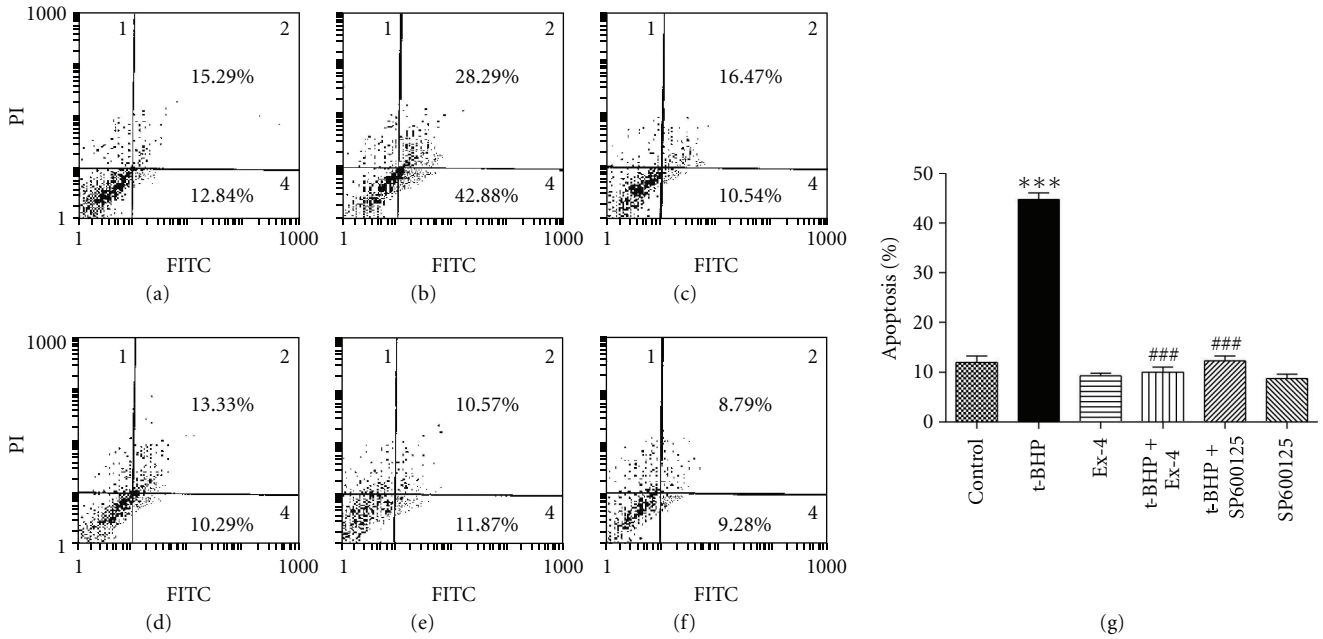 1000
1
2
15.29%
PI
12.84%
4
1
1
1000
FITC
(a)
1
2
28.29%
42.88%
4
1
1000
FITC
(b)
1
2
16.47%
10.54%
4
1
1000
FITC
(c)
1000
1
2
13.33%
PI
10.29%
4
1
1
1000
FITC
(d)
1
2
10.57%
11.87%
4
1
1000
FITC
(e)
1
2
8.79%
9.28%
4
1
1000
FITC
(f)
Apoptosis (%)
50
40
30
20
10
0
***
###
###
Control
t-BHP
Ex-4
t-BHP +
Ex-4
t-BHP +
SP600125
SP600125
(g)